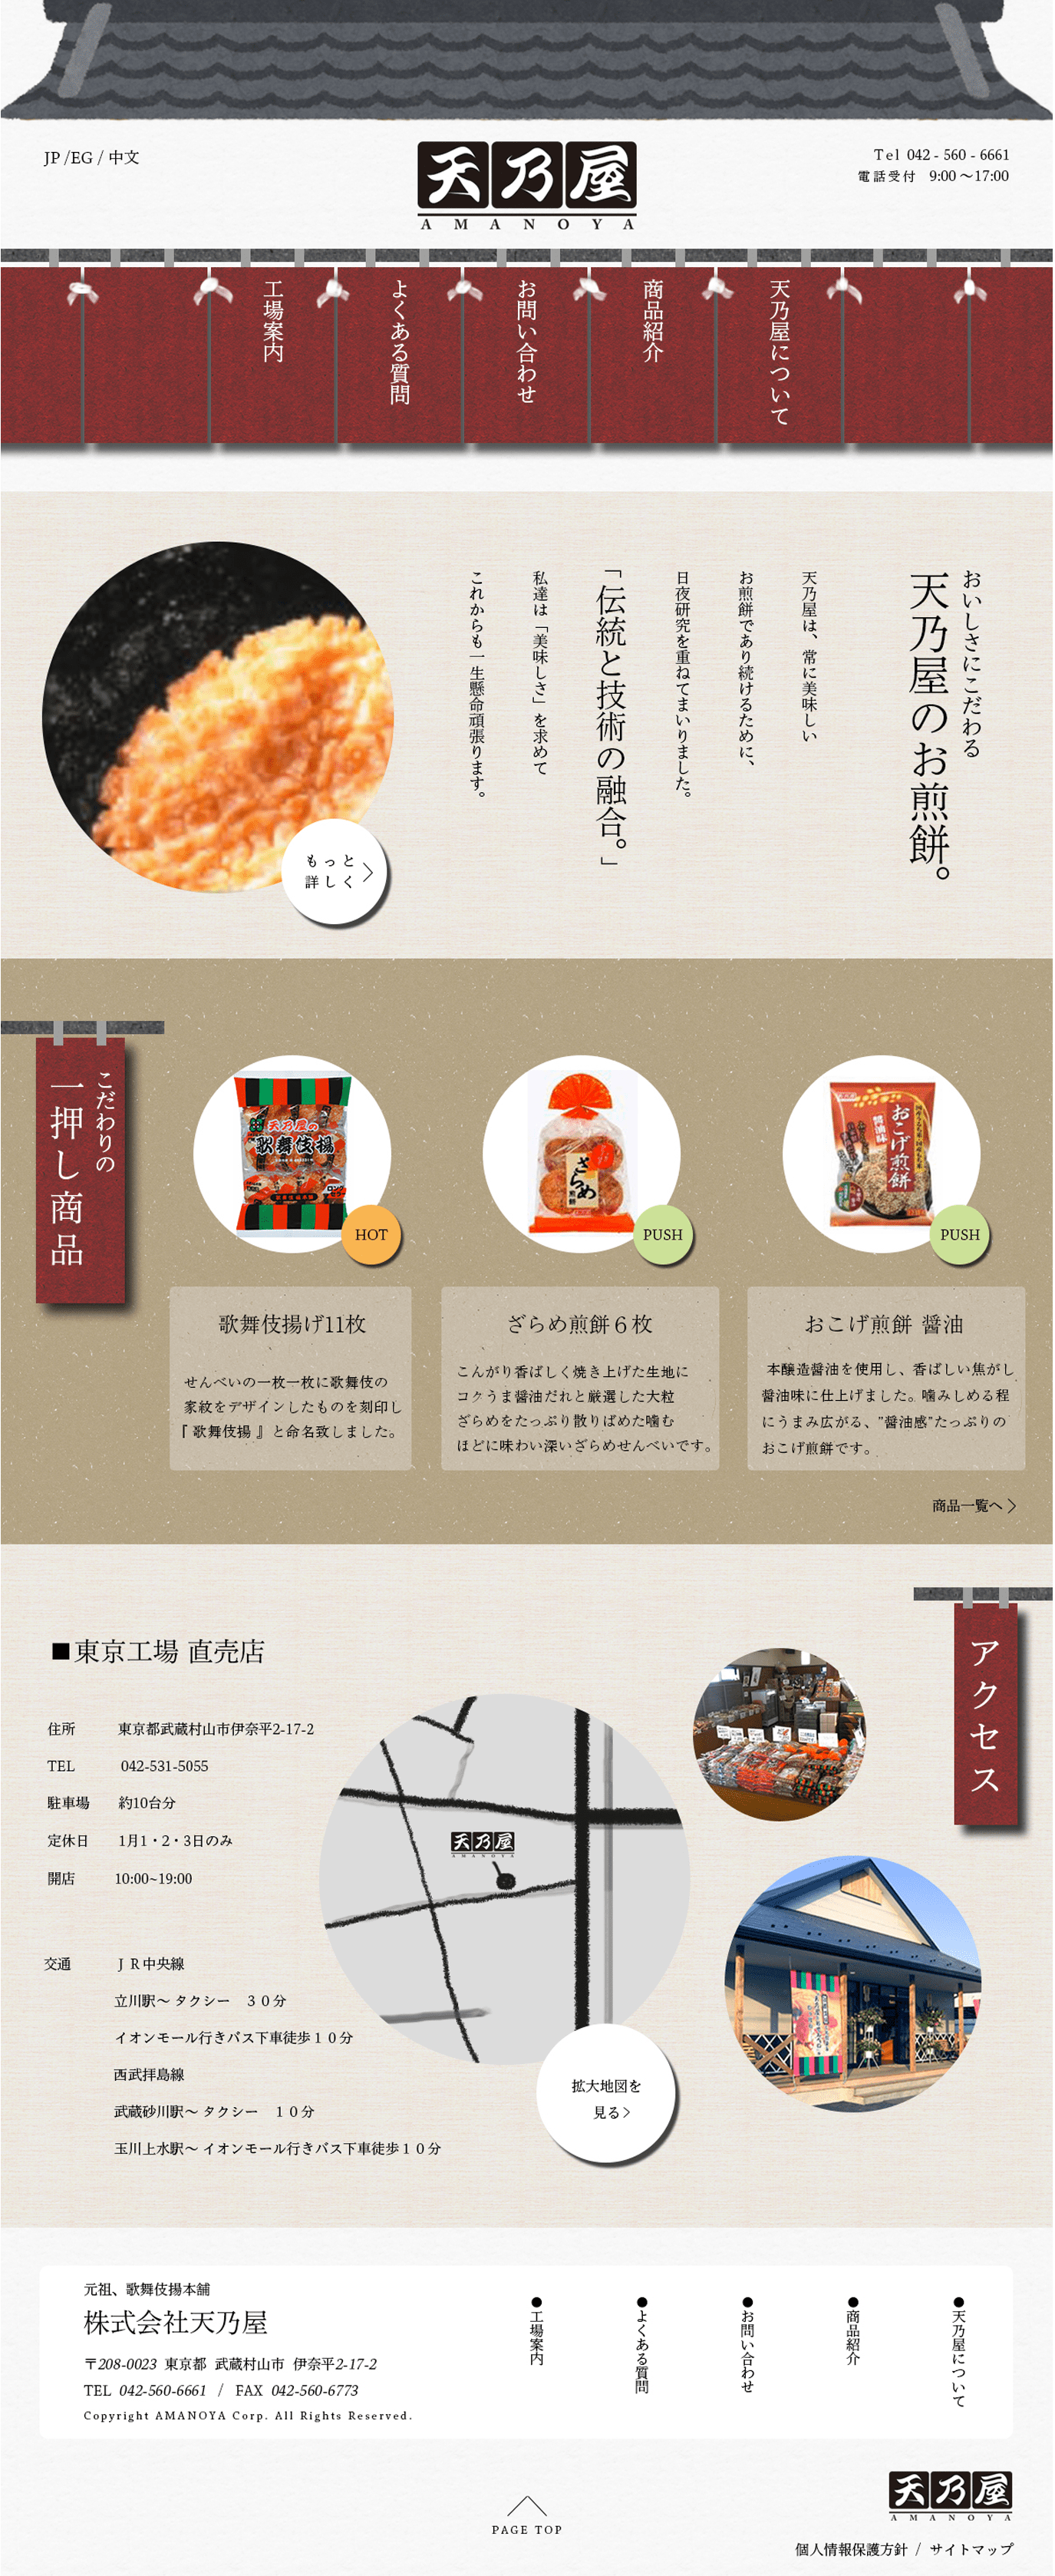 JP /EG / 中文
天乃屋
AMANOYA
Tel 042 - 560 - 6661
電話受付 9:00 〜17:00
天乃屋について
商品紹介
お問い合わせ
よくある質問
工場案内
おいしさにこだわる
天乃屋のお煎餅。
天乃屋は、常に美味しい
お煎餅であり続けるために、
日夜研究を重ねてまいりました。
「伝統と技術の融合。」
私達は「美味しさ」を求めて
これからも一生懸命頑張ります。
もっと
詳しく
こだわりの
一押し商品
天乃屋の
歌舞伎揚
HOT
ざらめ
煎餅
PUSH
おこげ煎餅
醤油味
PUSH
歌舞伎揚げ11枚
せんべいの一枚一枚に歌舞伎の
家紋をデザインしたものを刻印し
『 歌舞伎揚 』と命名致しました。
ざらめ煎餅６枚
こんがり香ばしく焼き上げた生地に
コクうま醤油だれと厳選した大粒
ざらめをたっぷり散りばめた噛む
ほどに味わい深いざらめせんべいです。
おこげ煎餅 醤油
本醸造醤油を使用し、香ばしい焦がし
醤油味に仕上げました。噛みしめる程
にうまみ広がる、"醤油感"たっぷりの
おこげ煎餅です。
商品一覧へ
アクセス
■東京工場 直売店
住所 東京都武蔵村山市伊奈平2-17-2
TEL 042-531-5055
駐車場 約10台分
定休日 1月1・2・3日のみ
開店 10:00~19:00
交通 ＪＲ中央線
立川駅〜 タクシー ３０分
イオンモール行きバス下車徒歩１０分
西武拝島線
武蔵砂川駅〜 タクシー １０分
玉川上水駅〜 イオンモール行きバス下車徒歩１０分
天乃屋
AMANOYA
拡大地図を
見る
元祖、歌舞伎揚本舗
株式会社天乃屋
〒208-0023 東京都 武蔵村山市 伊奈平2-17-2
TEL 042-560-6661 / FAX 042-560-6773
Copyright AMANOYA Corp. All Rights Reserved.
●天乃屋について
●商品紹介
●お問い合わせ
●よくある質問
●工場案内
PAGE TOP
天乃屋
AMANOYA
個人情報保護方針 / サイトマップ